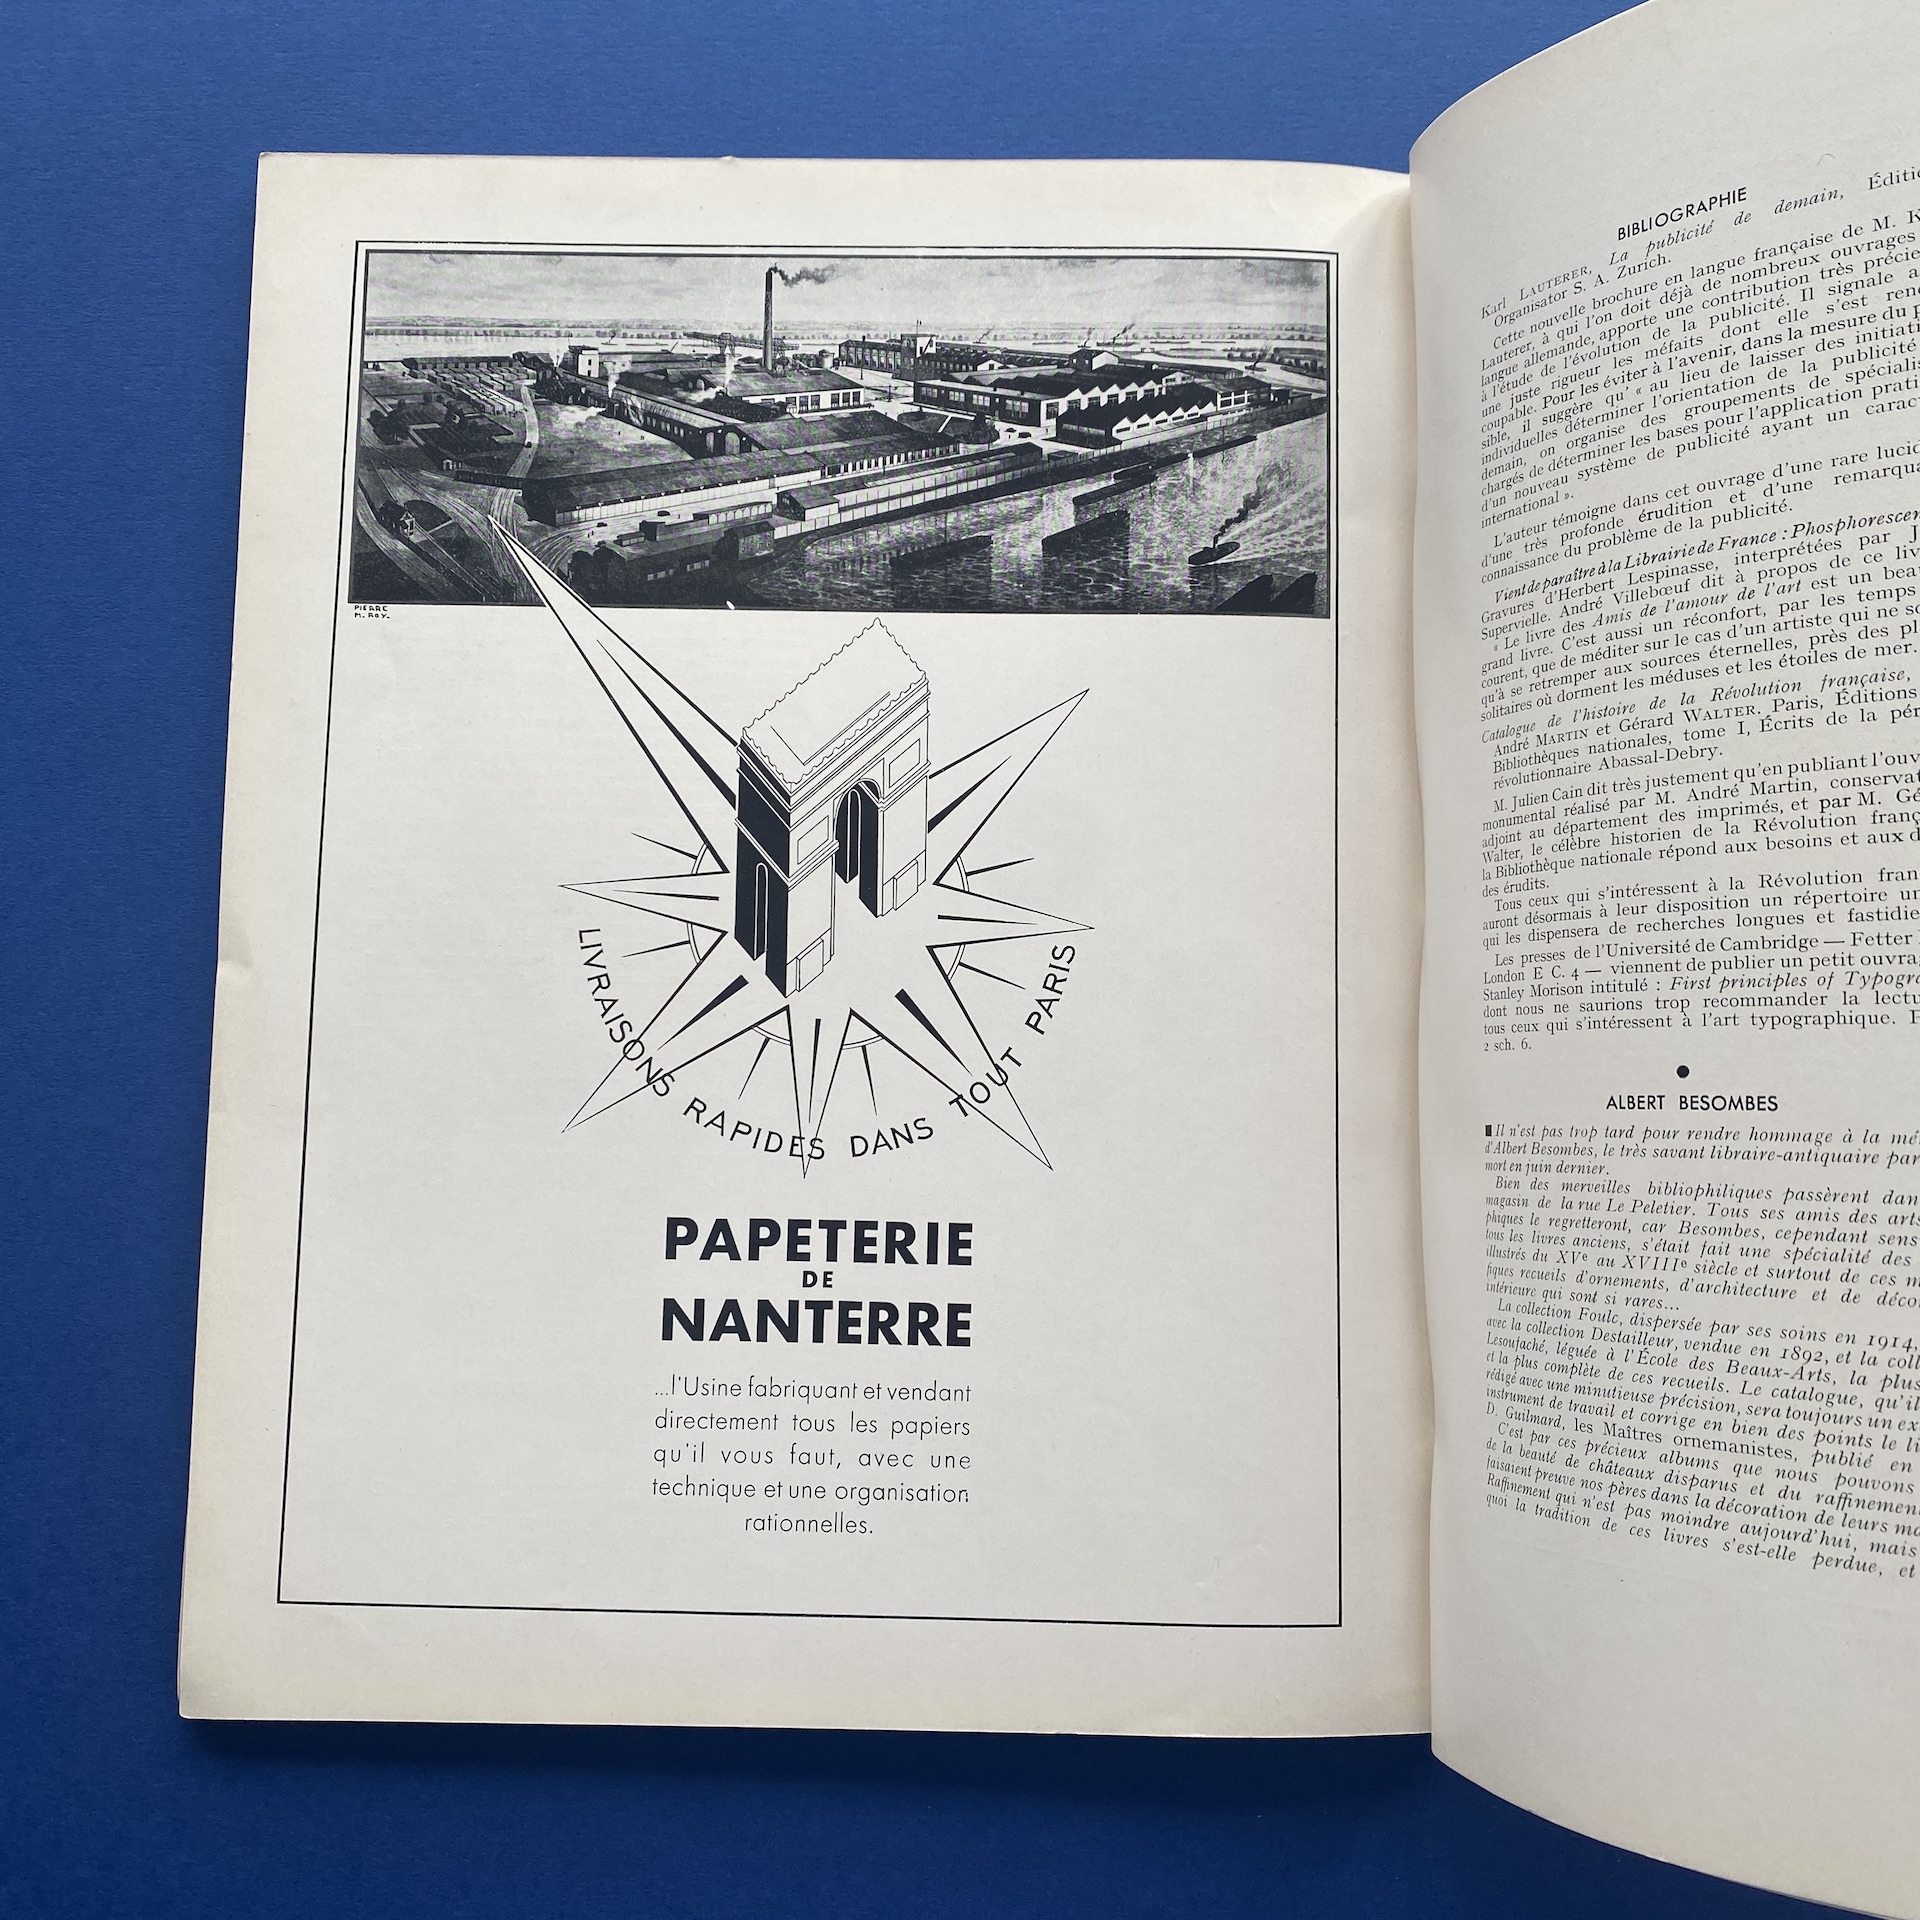 PIERRE
M. ROY.
LIVRAISONS RAPIDES DANS TOUT PARIS
PAPETERIE
DE
NANTERRE
...l'Usine fabriquant et vendant
directement tous les papiers
qu'il vous faut, avec une
technique et une organisation
rationnelles.
BIBLIOGRAPHIE
Karl LAUTERER, La publicité de demain,
Organisator S. A. Zurich.
Cette nouvelle brochure en langue française de M.
Lauterer, à qui l'on doit déjà de nombreux ouvrages
langue allemande, apporte une contribution très
à l'étude de l'évolution de la publicité. Il signale
une juste rigueur les méfaits dont elle s'est
coupable. Pour les éviter à l'avenir, dans la mesure du
sible, il suggère qu' « au lieu de laisser des
individuelles déterminer l'orientation de la publicité
demain, on organise des groupements de
chargés de déterminer les bases pour l'application
d'un nouveau système de publicité ayant un
international ».
L'auteur témoigne dans cet ouvrage d'une rare
d'une très profonde érudition et d'une
connaissance du problème de la publicité.
Vient de paraître à la Librairie de France :
Gravures d'Herbert Lespinasse, interprétées par
Supervielle. André Villebœuf dit à propos de ce
« Le livre des Amis de l'amour de l'art est un
grand livre. C'est aussi un réconfort, par les temps
courent, que de méditer sur le cas d'un artiste qui ne
qu'à se retremper aux sources éternelles, près des
solitaires où dorment les méduses et les étoiles de mer.
Catalogue de l'histoire de la Révolution française,
André MARTIN et Gérard WALTER. Paris, Éditions
Bibliothèques nationales, tome I, Écrits de la
révolutionnaire Abassal-Debry.
M. Julien Cain dit très justement qu'en publiant
monumental réalisé par M. André Martin,
adjoint au département des imprimés, et par M.
Walter, le célèbre historien de la Révolution
la Bibliothèque nationale répond aux besoins et aux
des érudits.
Tous ceux qui s'intéressent à la Révolution
auront désormais à leur disposition un répertoire
qui les dispensera de recherches longues et
Les presses de l'Université de Cambridge — Fetter
London E C. 4 — viennent de publier un petit
Stanley Morison intitulé : First principles of
dont nous ne saurions trop recommander la
tous ceux qui s'intéressent à l'art typographique.
2 sch. 6.
ALBERT BESOMBES
Il n'est pas trop tard pour rendre hommage à la
d'Albert Besombes, le très savant libraire-antiquaire
mort en juin dernier.
Bien des merveilles bibliophiliques passèrent
magasin de la rue Le Peletier. Tous ses amis des
phiques le regretteront, car Besombes, cependant
tous les livres anciens, s'était fait une spécialité des
illustrés du XVe au XVIIIe siècle et surtout de ces
fiques recueils d'ornements, d'architecture et de
intérieure qui sont si rares...
La collection Foulc, dispersée par ses soins en 1914,
avec la collection Destailleur, vendue en 1892, et la
Lesoufaché, léguée à l'École des Beaux-Arts, la
et la plus complète de ces recueils. Le catalogue,
rédigé avec une minutieuse précision, sera toujours un
instrument de travail et corrige en bien des points le
D. Guilmard, les Maîtres ornemanistes, publié en
C'est par ces précieux albums que nous pouvons
de la beauté de châteaux disparus et du
faisaient preuve nos pères dans la décoration de leurs
Raffinement qui n'est pas moindre aujourd'hui, mais
quoi la tradition de ces livres s'est-elle perdue, et